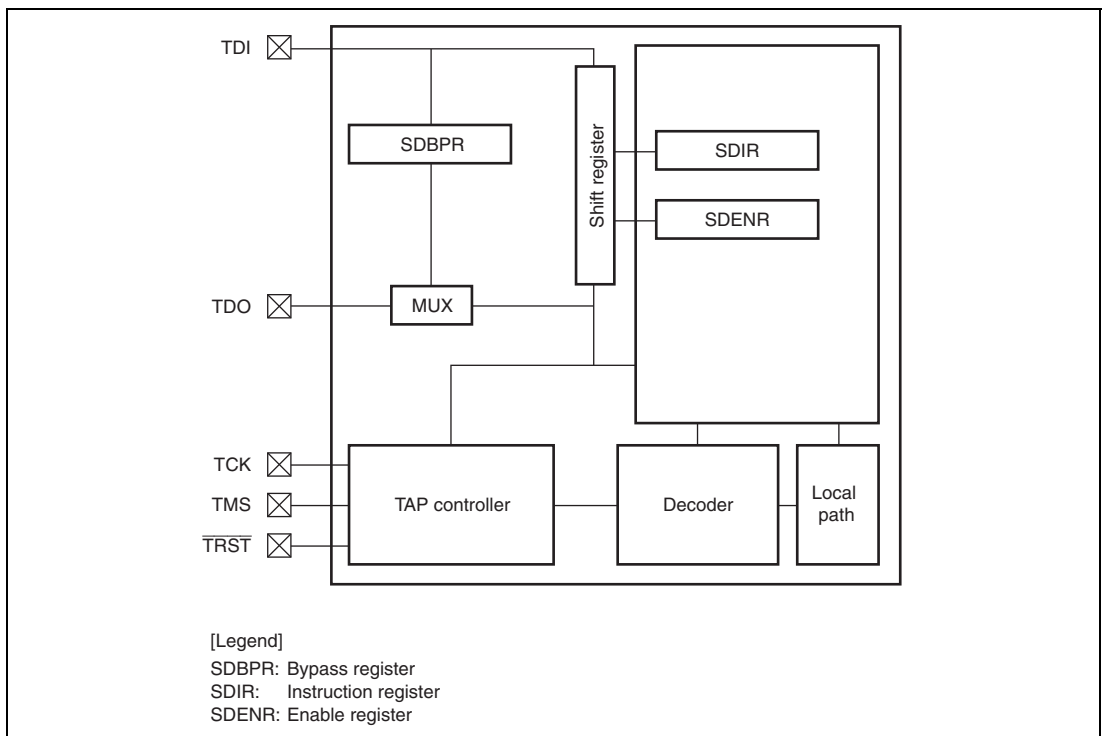 TDI
SDBPR
Shift register
SDIR
SDENR
TDO
MUX
TCK
TMS
TRST
TAP controller
Decoder
Local
path
[Legend]
SDBPR: Bypass register
SDIR: Instruction register
SDENR: Enable register